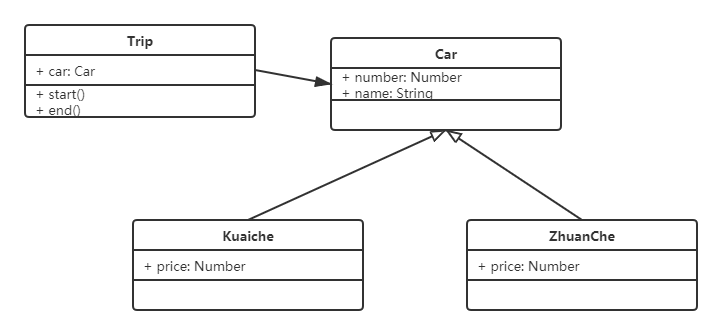 Trip
+ car: Car
+ start()
+ end()
Car
+ number: Number
+ name: String
Kuaiche
+ price: Number
ZhuanChe
+ price: Number